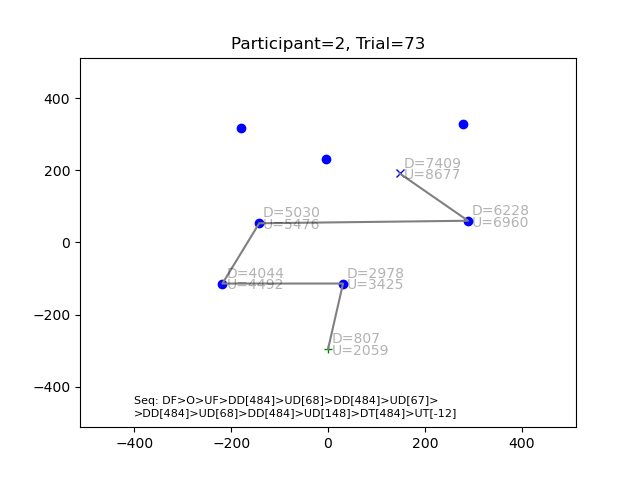 Participant=2, Trial=73
400
D=7409
200
U=8677
D=5030
D=6228
U=5476
U=6960
0
D=4044
D=2978
U=4492
U=3425
−200
D=807
U=2059
−400
Seq: DF>O>UF>DD[484]>UD[68]>DD[484]>UD[67]>
>DD[484]>UD[68]>DD[484]>UD[148]>DT[484]>UT[-12]
−400
−200
0
200
400